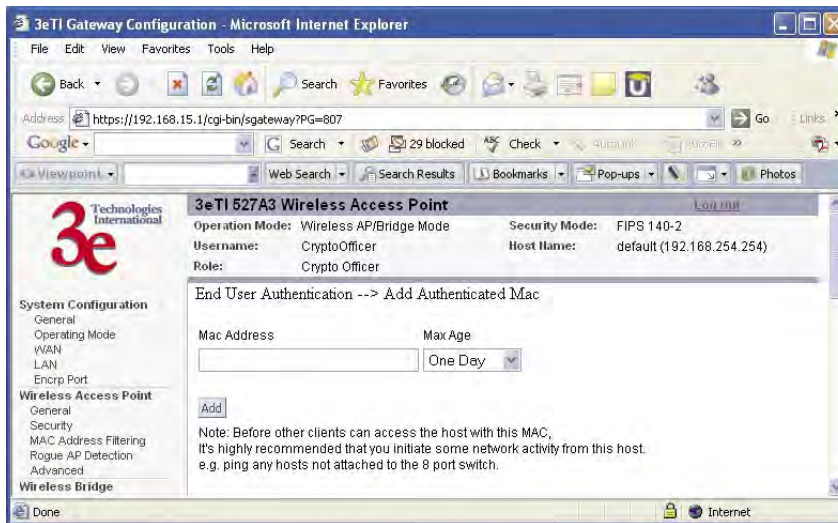 3eTI Gateway Configuration - Microsoft Internet Explorer
File Edit View Favorites Tools Help
Back Search Favorites
Address https://192.168.15.1/cgi-bin/sgateway?PG=807 Go Links »
Google Search 29 blocked ABC Check »
Viewpoint Web Search Search Results Bookmarks Pop-ups Photos
3e Technologies International
3eTI 527A3 Wireless Access Point Log out
Operation Mode: Wireless AP/Bridge Mode Security Mode: FIPS 140-2
Username: CryptoOfficer Host Name: default (192.168.254.254)
Role: Crypto Officer
System Configuration
General
Operating Mode
WAN
LAN
Encrp Port
Wireless Access Point
General
Security
MAC Address Filtering
Rogue AP Detection
Advanced
Wireless Bridge
End User Authentication --> Add Authenticated Mac
Mac Address Max Age
One Day
Add
Note: Before other clients can access the host with this MAC,
It's highly recommended that you initiate some network activity from this host.
e.g. ping any hosts not attached to the 8 port switch.
Done Internet